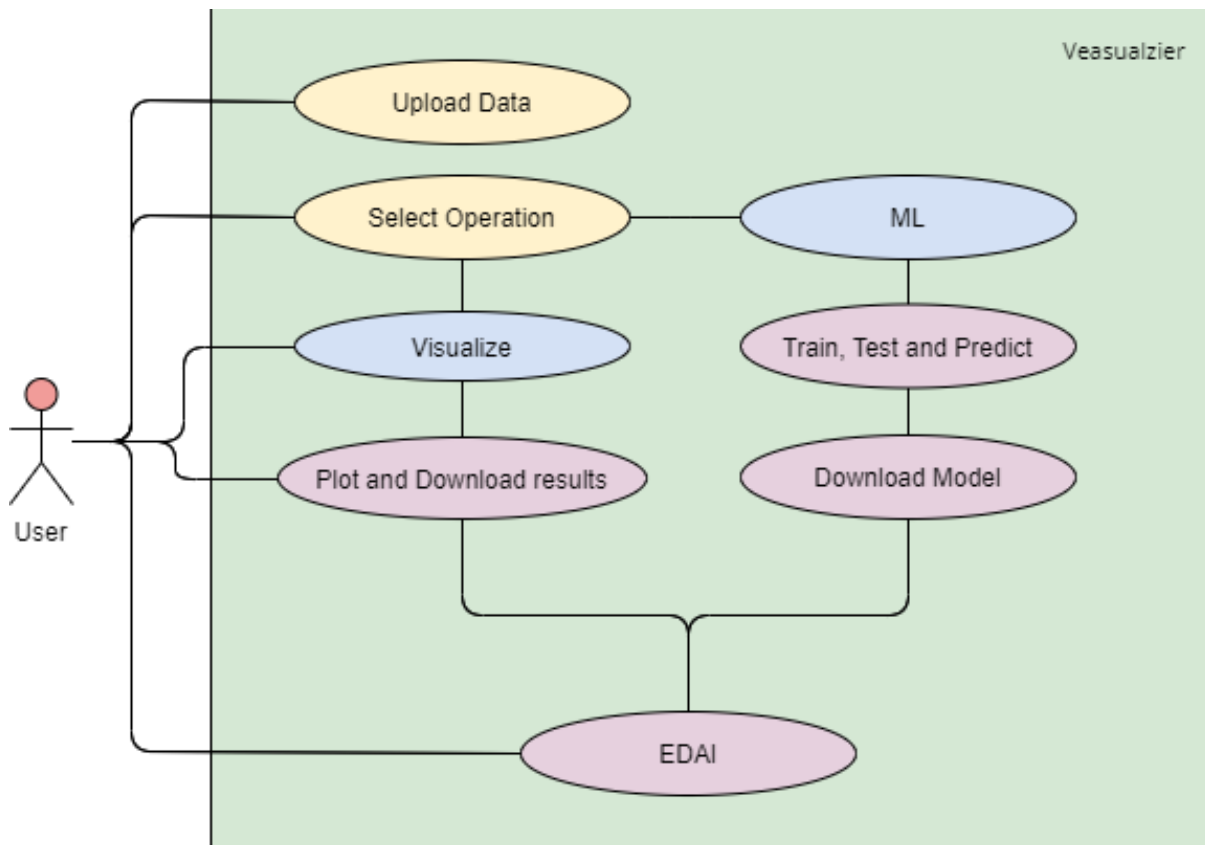 Veasualzier
Upload Data
Select Operation
ML
Visualize
Train, Test and Predict
Plot and Download results
Download Model
User
EDAI